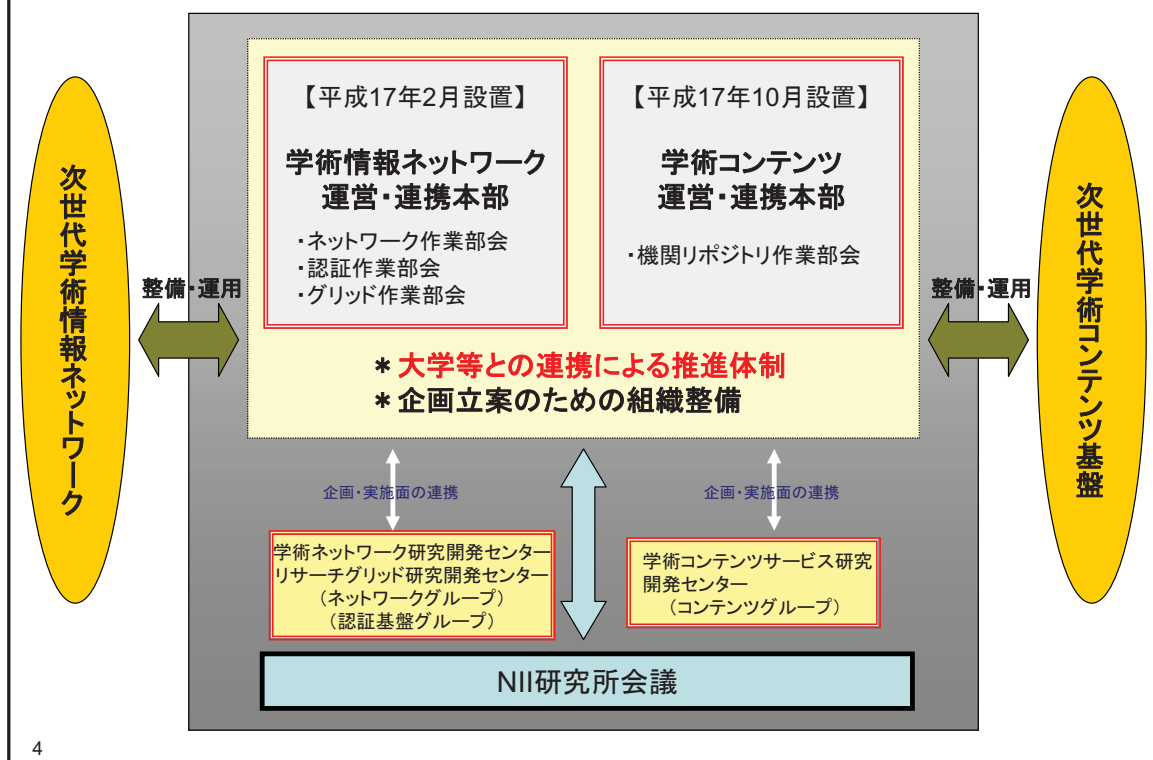 次世代学術情報ネットワーク
整備・運用
【平成17年2月設置】
学術情報ネットワーク
運営・連携本部
・ネットワーク作業部会
・認証作業部会
・グリッド作業部会
【平成17年10月設置】
学術コンテンツ
運営・連携本部
・機関リポジトリ作業部会
＊大学等との連携による推進体制
＊企画立案のための組織整備
整備・運用
次世代学術コンテンツ基盤
企画・実施面の連携
企画・実施面の連携
学術ネットワーク研究開発センター
リサーチグリッド研究開発センター
（ネットワークグループ）
（認証基盤グループ）
学術コンテンツサービス研究
開発センター
（コンテンツグループ）
NII研究所会議
4